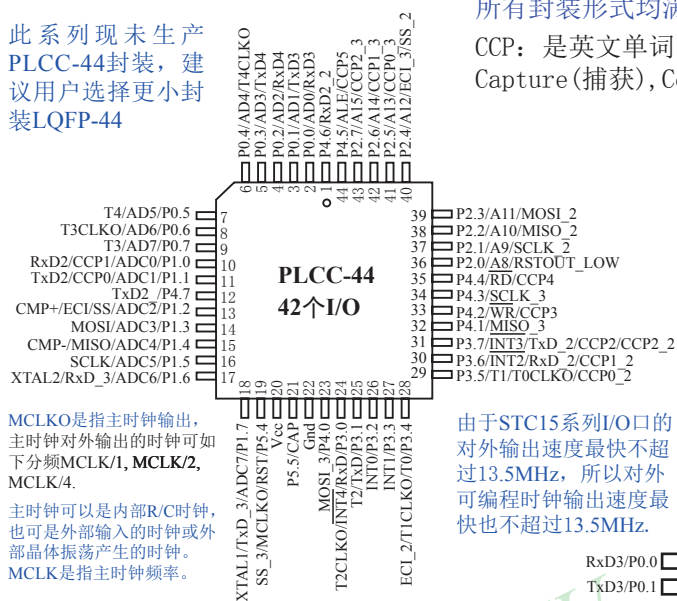 此系列现未生产
PLCC-44封装，建
议用户选择更小封
装LQFP-44
所有封装形式均满
CCP：是英文单词
Capture(捕获),Co
P0.4/AD4/T4CLKO
P0.3/AD3/TxD4
P0.2/AD2/RxD4
P0.1/AD1/TxD3
P0.0/AD0/RxD3
P4.6/RxD2_2
P4.5/ALE/CCP5
P2.7/A15/CCP2_3
P2.6/A14/CCP1_3
P2.5/A13/CCP0_3
P2.4/A12/ECI_3/SS_2
6 5 4 3 2 1 44 43 42 41 40
T4/AD5/P0.5 7
T3CLKO/AD6/P0.6 8
T3/AD7/P0.7 9
RxD2/CCP1/ADC0/P1.0 10
TxD2/CCP0/ADC1/P1.1 11
TxD2_/P4.7 12
CMP+/ECI/SS/ADC2/P1.2 13
MOSI/ADC3/P1.3 14
CMP-/MISO/ADC4/P1.4 15
SCLK/ADC5/P1.5 16
XTAL2/RxD_3/ADC6/P1.6 17
PLCC-44
42个I/O
39 P2.3/A11/MOSI_2
38 P2.2/A10/MISO_2
37 P2.1/A9/SCLK_2
36 P2.0/A8/RSTOUT_LOW
35 P4.4/RD/CCP4
34 P4.3/SCLK_3
33 P4.2/WR/CCP3
32 P4.1/MISO_3
31 P3.7/INT3/TxD_2/CCP2/CCP2_2
30 P3.6/INT2/RxD_2/CCP1_2
29 P3.5/T1/T0CLKO/CCP0_2
18 19 20 21 22 23 24 25 26 27 28
XTAL1/TxD_3/ADC7/P1.7
SS_3/MCLKO/RST/P5.4
Vcc
P5.5/CAP
Gnd
MOSI_3/P4.0
T2CLKO/INT4/RxD/P3.0
T2/TxD/P3.1
INT0/P3.2
INT1/P3.3
ECI_2/T1CLKO/T0/P3.4
MCLKO是指主时钟输出，
主时钟对外输出的时钟可如
下分频MCLK/1, MCLK/2,
MCLK/4.
主时钟可以是内部R/C时钟，
也可是外部输入的时钟或外
部晶体振荡产生的时钟。
MCLK是指主时钟频率。
由于STC15系列I/O口的
对外输出速度最快不超
过13.5MHz，所以对外
可编程时钟输出速度最
快也不超过13.5MHz.
RxD3/P0.0
TxD3/P0.1